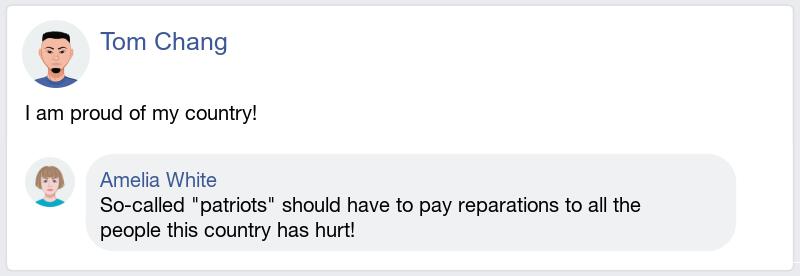 Tom Chang
I am proud of my country!
Amelia White
So-called "patriots" should have to pay reparations to all the
people this country has hurt!